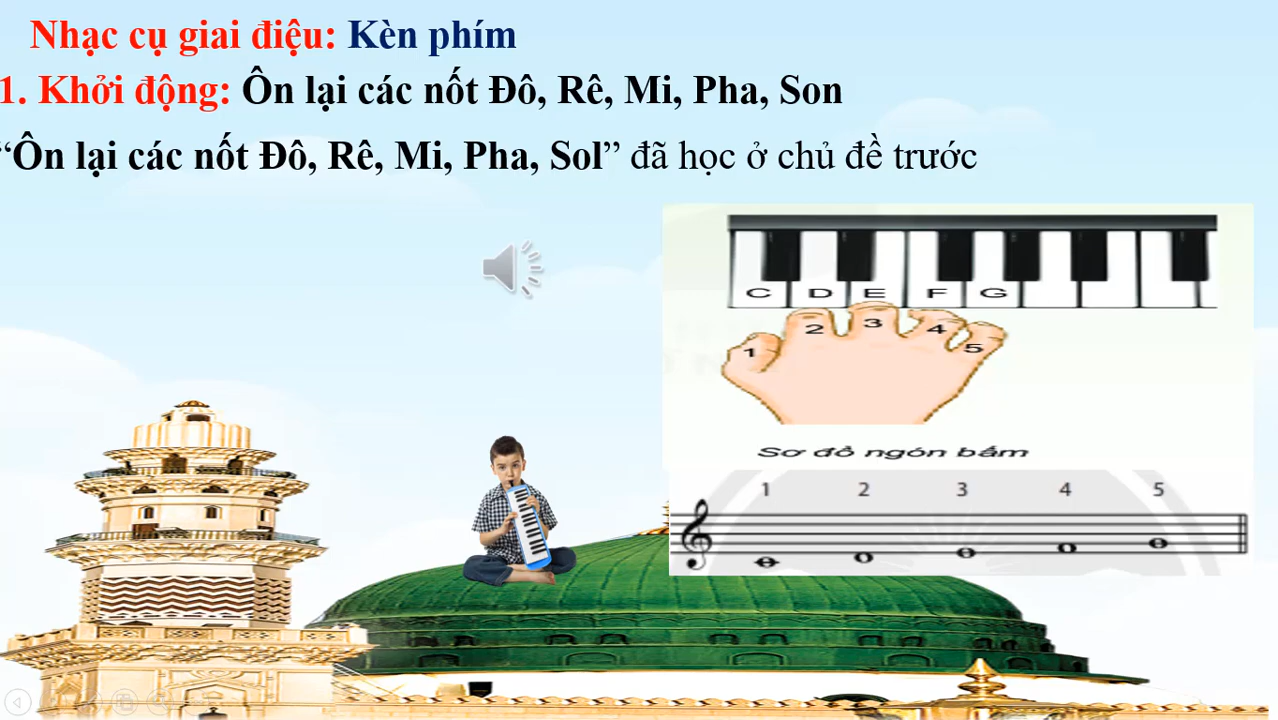 Nhạc cụ giai điệu: Kèn phím
1. Khởi động: Ôn lại các nốt Đô, Rê, Mi, Pha, Son
“Ôn lại các nốt Đô, Rê, Mi, Pha, Sol” đã học ở chủ đề trước
C D E F G
1 2 3 4 5
Sơ đồ ngón bấm
1 2 3 4 5